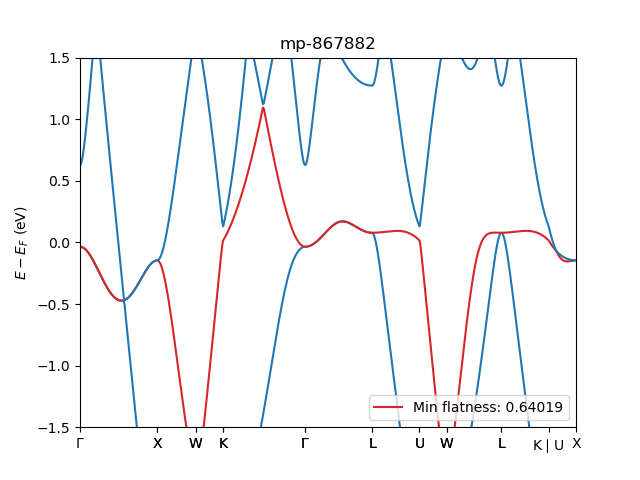 mp-867882
E − E_F (eV)
1.5
1.0
0.5
0.0
−0.5
−1.0
−1.5
Min flatness: 0.64019
Γ X W K Γ L U W L K | U X